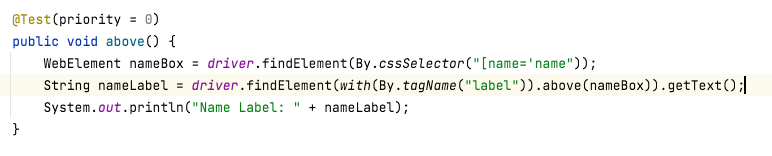 @Test(priority = 0)
public void above() {
    WebElement nameBox = driver.findElement(By.cssSelector("[name='name"));
    String nameLabel = driver.findElement(with(By.tagName("label")).above(nameBox)).getText();
    System.out.println("Name Label: " + nameLabel);
}